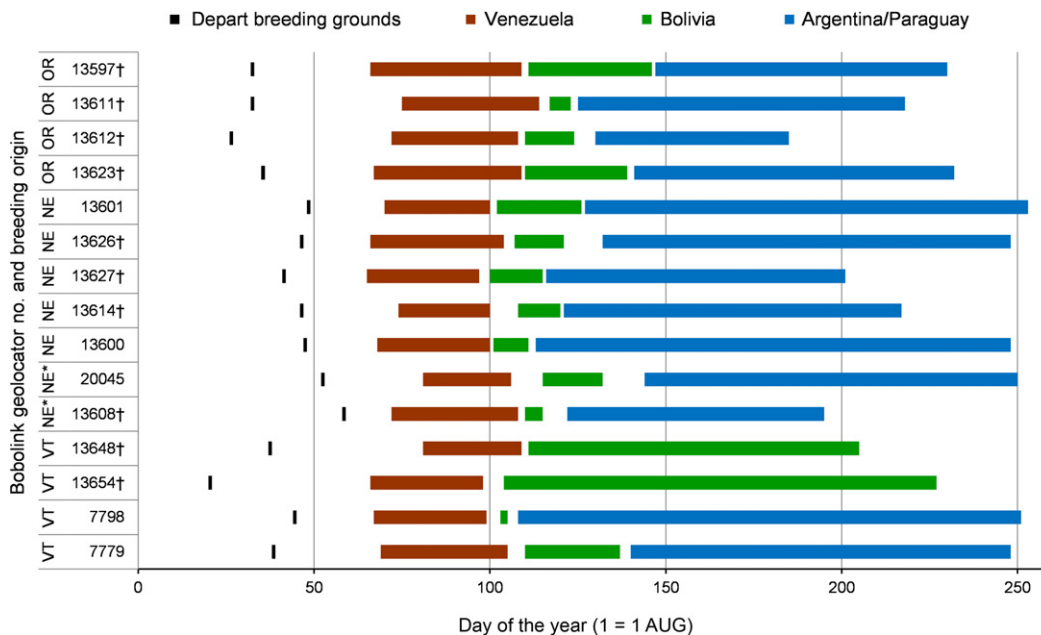 Depart breeding grounds Venezuela Bolivia Argentina/Paraguay
Bobolink geolocator no. and breeding origin
OR 13597†
OR 13611†
OR 13612†
OR 13623†
NE 13601
NE 13626†
NE 13627†
NE 13614†
NE 13600
NE* 20045
NE* 13608†
VT 13648†
VT 13654†
VT 7798
VT 7779
0 50 100 150 200 250
Day of the year (1 = 1 AUG)